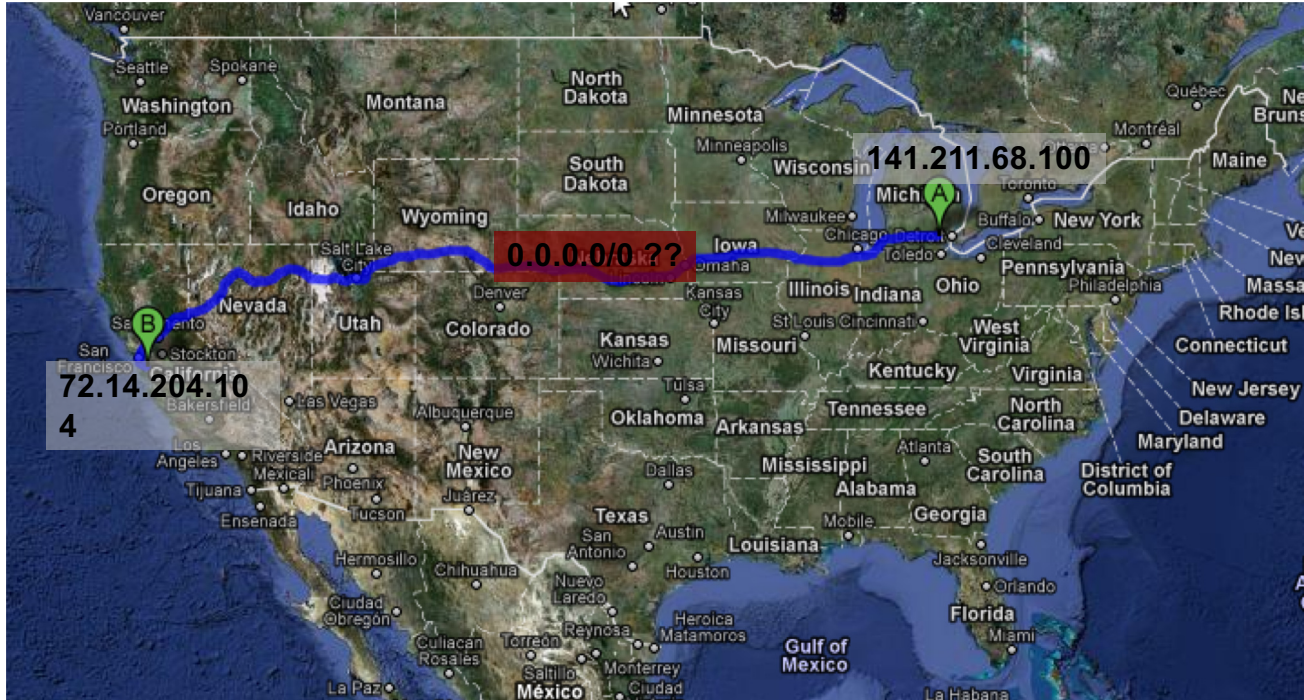 Vancouver
Seattle
Spokane
Washington
Portland
Montana
North
Dakota
Minnesota
Minneapolis
Wisconsin
Québec
Ne
Bruns
Montréal
Maine
141.211.68.100
Toronto
South
Dakota
Oregon
Idaho
Wyoming
Milwaukee
Buffalo
New York
Salt Lake
City
0.0.0.0/0 ??
Omaha
Iowa
Chicago
Detroit
Toledo
Cleveland
Pennsylvania
Philadelphia
Ve
New
Massa
Rhode Isl
Connecticut
New Jersey
Delaware
Maryland
District of
Columbia
A
B
Nevada
Utah
Denver
Colorado
Kansas
City
Illinois
Indiana
Ohio
St Louis
Cincinnati
West
Virginia
San
Francisco
Stockton
California
72.14.204.10
4
Bakersfield
Las Vegas
Kansas
Wichita
Missouri
Kentucky
Virginia
Tulsa
Oklahoma
Arkansas
Tennessee
North
Carolina
Albuquerque
New
Mexico
Arizona
Los
Angeles
Riverside
Mexicali
Phoenix
Tijuana
Tucson
Ensenada
Juárez
Dallas
Mississippi
Alabama
Atlanta
South
Carolina
Georgia
Texas
Austin
San
Antonio
Houston
Louisiana
Mobile
Jacksonville
Orlando
Florida
Miami
Hermosillo
Chihuahua
Nuevo
Laredo
Ciudad
Obregón
Reynosa
Heroica
Matamoros
Culiacán
Rosales
Torreón
Monterrey
Saltillo
Gulf of
Mexico
La Paz
México
Ciudad
La Habana